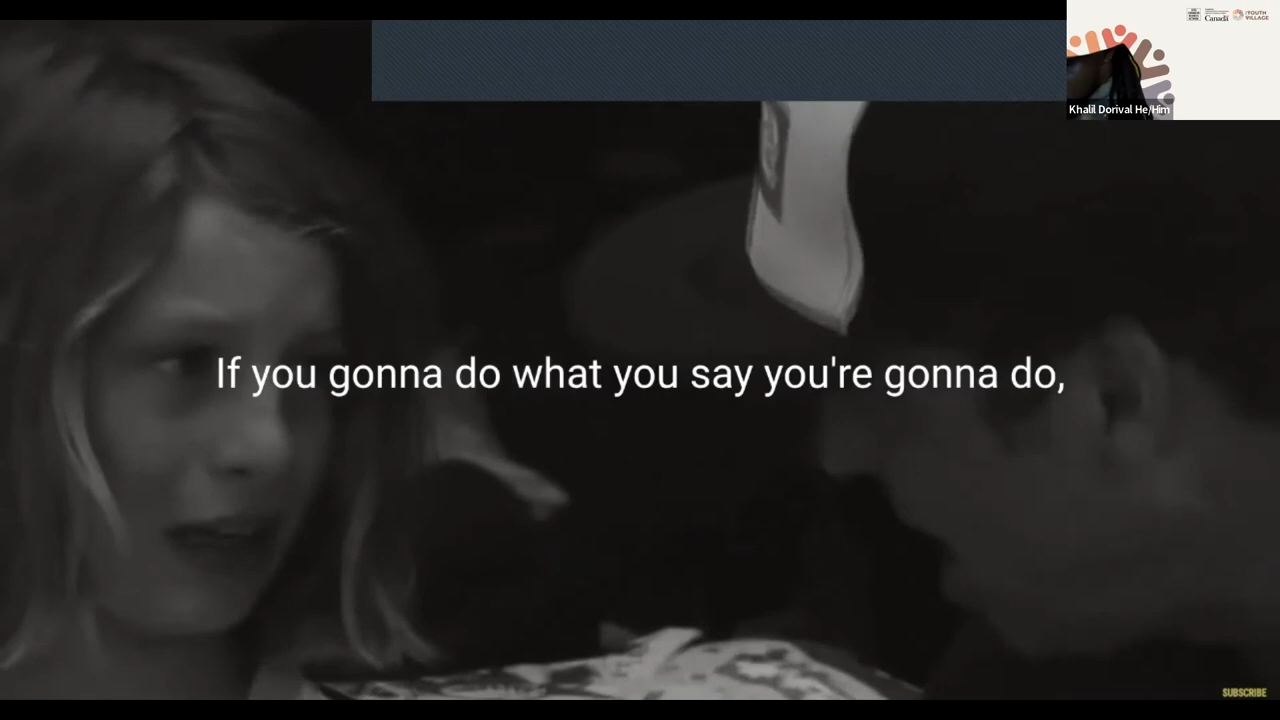 Canada
THE YOUTH
VILLAGE
Khalil Dorival He/Him
If you gonna do what you say you're gonna do,
SUBSCRIBE